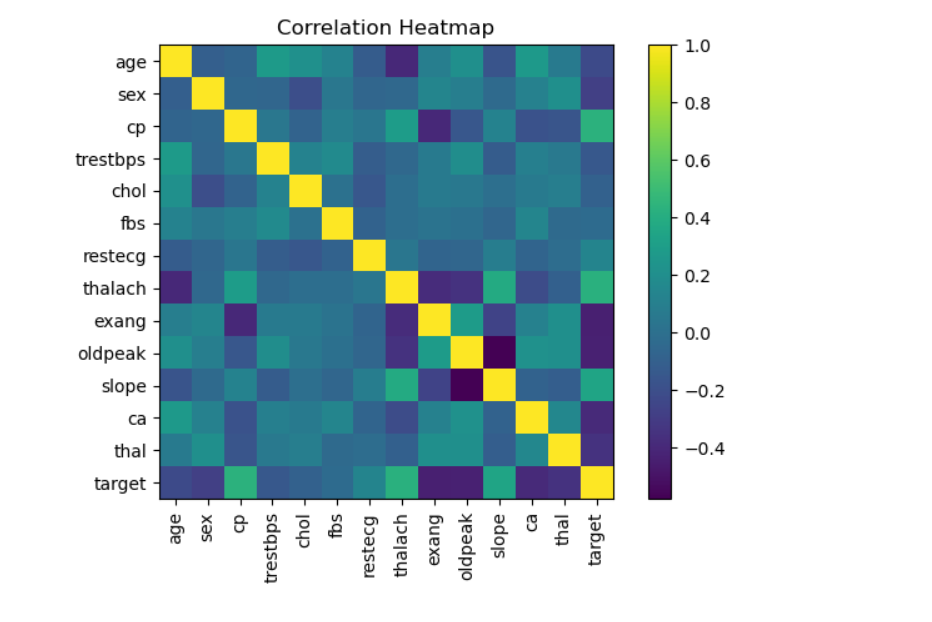 Correlation Heatmap
age
sex
cp
trestbps
chol
fbs
restecg
thalach
exang
oldpeak
slope
ca
thal
target
age
sex
cp
trestbps
chol
fbs
restecg
thalach
exang
oldpeak
slope
ca
thal
target
1.0
0.8
0.6
0.4
0.2
0.0
−0.2
−0.4